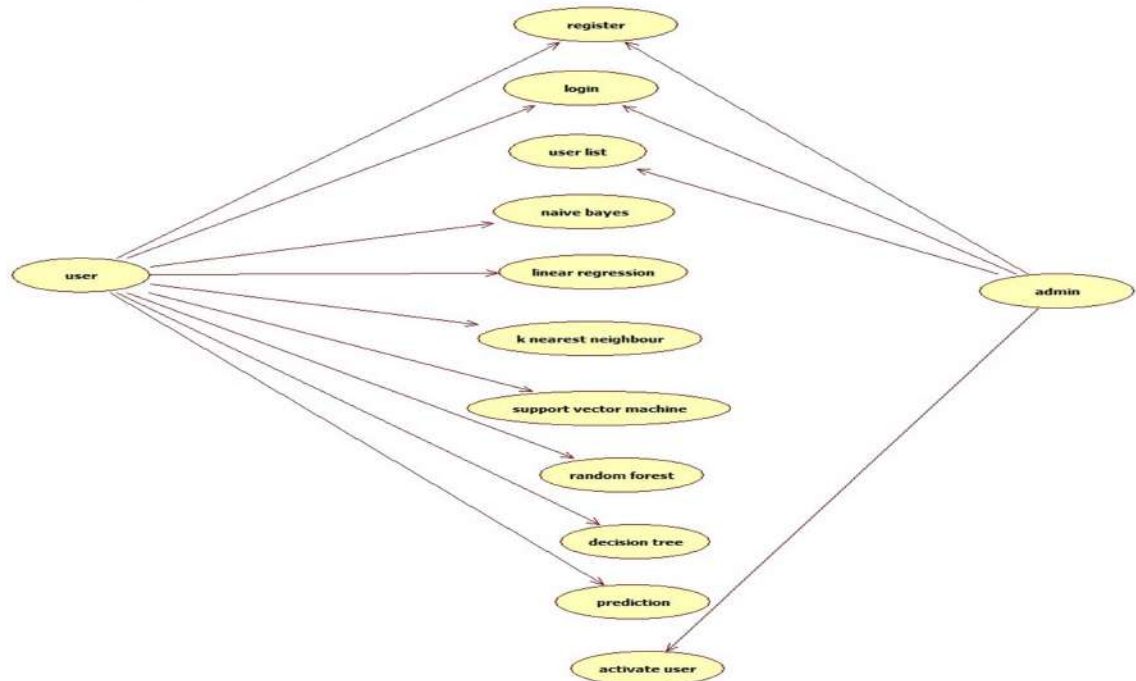 register
login
user list
naive bayes
user
linear regression
admin
k nearest neighbour
support vector machine
random forest
decision tree
prediction
activate user